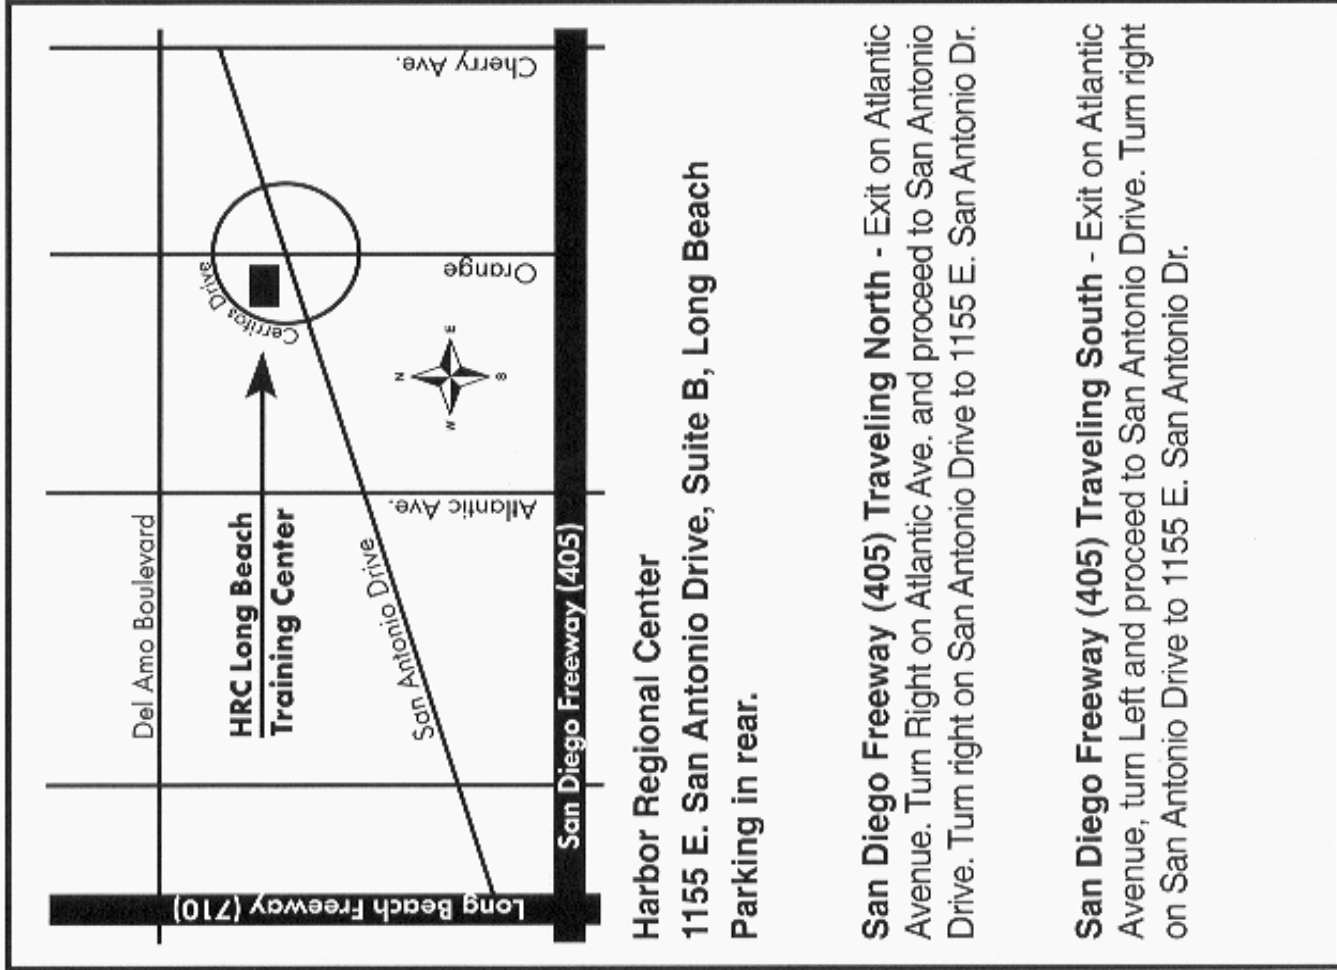 Del Amo Boulevard
HRC Long Beach
Training Center
Cerritos Drive
San Antonio Drive
Long Beach Freeway (710)
Atlantic Ave.
Orange
Cherry Ave.
N
W
E
S
San Diego Freeway (405)
Harbor Regional Center
1155 E. San Antonio Drive, Suite B, Long Beach
Parking in rear.
San Diego Freeway (405) Traveling North - Exit on Atlantic
Avenue. Turn Right on Atlantic Ave. and proceed to San Antonio
Drive. Turn right on San Antonio Drive to 1155 E. San Antonio Dr.
San Diego Freeway (405) Traveling South - Exit on Atlantic
Avenue, turn Left and proceed to San Antonio Drive. Turn right
on San Antonio Drive to 1155 E. San Antonio Dr.